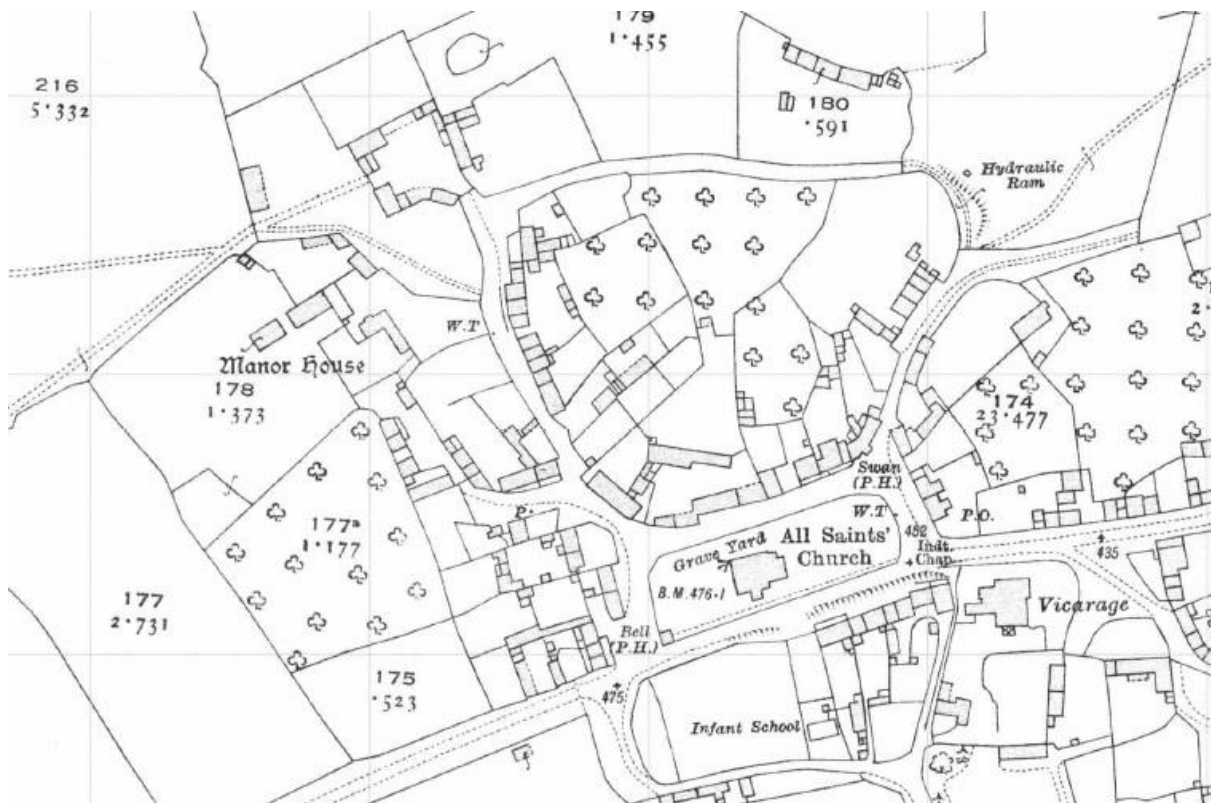 179
1·455
216
5·332
180
·591
Hydraulic
Ram
W.T
Manor House
178
1·373
2·
174
23·477
Swan
(P.H.)
P.
W.T
P.O.
177a
1·177
Grave Yard
All Saints'
Church
452
Indt.
Chap.
435
177
2·731
B.M. 476·1
Vicarage
Bell
(P.H.)
175
·523
475
Infant School